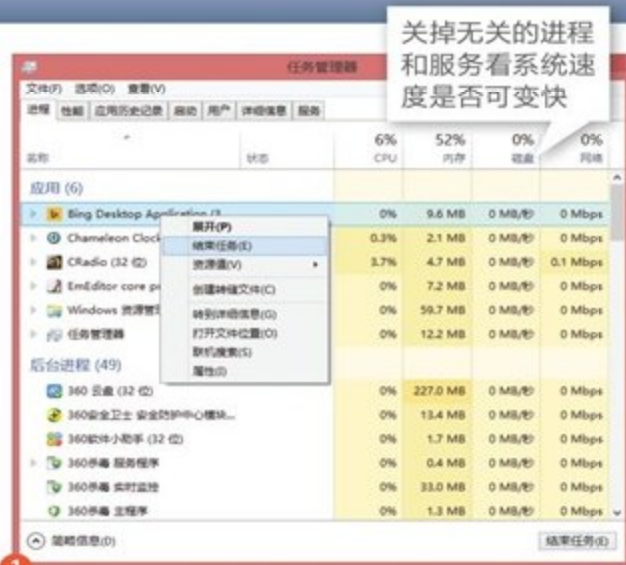 关掉无关的进程
和服务看系统速
度是否可变快
任务管理器
文件(F) 选项(O) 查看(V)
进程 性能 应用历史记录 启动 用户 详细信息 服务
6% 52% 0% 0%
名称 状态 CPU 内存 磁盘 网络
应用 (6)
Bing Desktop Application (3 0% 9.6 MB 0 MB/秒 0 Mbps
Chameleon Clock 0.3% 2.1 MB 0 MB/秒 0 Mbps
CRadio (32 位) 3.7% 4.7 MB 0 MB/秒 0.1 Mbps
EmEditor core pr 0% 7.2 MB 0 MB/秒 0 Mbps
Windows 资源管理 0% 59.7 MB 0 MB/秒 0 Mbps
任务管理器 0% 12.2 MB 0 MB/秒 0 Mbps
展开(P)
结束任务(E)
资源值(V)
创建转储文件(C)
转到详细信息(G)
打开文件位置(O)
联机搜索(S)
属性(I)
后台进程 (49)
360 云盘 (32 位) 0% 227.0 MB 0 MB/秒 0 Mbps
360安全卫士 安全防护中心模块... 0% 13.4 MB 0 MB/秒 0 Mbps
360软件小助手 (32 位) 0% 1.7 MB 0 MB/秒 0 Mbps
360杀毒 服务程序 0% 0.4 MB 0 MB/秒 0 Mbps
360杀毒 实时监控 0% 33.0 MB 0 MB/秒 0 Mbps
360杀毒 主程序 0% 1.3 MB 0 MB/秒 0 Mbps
简略信息(D) 结束任务(E)
1